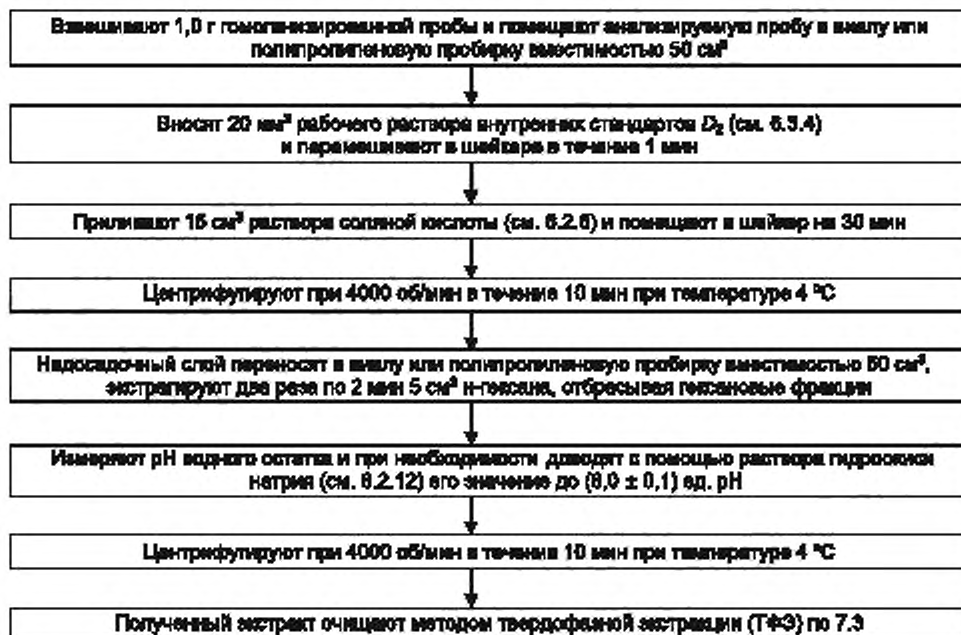 Взвешивают 1,0 г гомогенизированной пробы и помещают анализируемую пробу в виалу или
полипропиленовую пробирку вместимостью 50 см³
Вносят 20 мм³ рабочего раствора внутренних стандартов D₂ (см. 6.3.4)
и перемешивают в шейкере в течение 1 мин
Приливают 15 см³ раствора соляной кислоты (см. 6.2.6) и помещают в шейкер на 30 мин
Центрифугируют при 4000 об/мин в течение 10 мин при температуре 4 °С
Надосадочный слой переносят в виалу или полипропиленовую пробирку вместимостью 50 см³,
экстрагируют два раза по 2 мин 5 см³ н-гексана, отбрасывая гексановые фракции
Измеряют pH водного остатка и при необходимости доводят с помощью раствора гидроокиси
натрия (см. 6.2.12) его значение до (6,0 ± 0,1) ед. pH
Центрифугируют при 4000 об/мин в течение 10 мин при температуре 4 °С
Полученный экстракт очищают методом твердофазной экстракции (ТФЭ) по 7.3